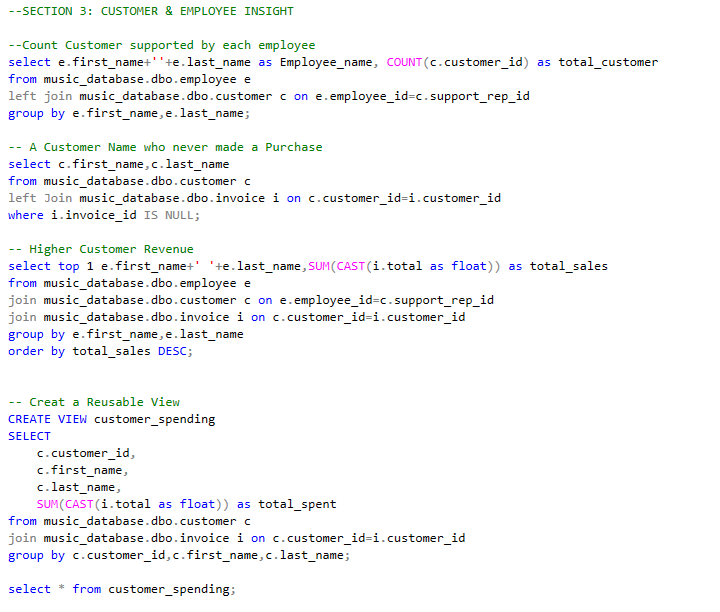 --SECTION 3: CUSTOMER & EMPLOYEE INSIGHT

--Count Customer supported by each employee
select e.first_name+''+e.last_name as Employee_name, COUNT(c.customer_id) as total_customer
from music_database.dbo.employee e
left join music_database.dbo.customer c on e.employee_id=c.support_rep_id
group by e.first_name,e.last_name;

-- A Customer Name who never made a Purchase
select c.first_name,c.last_name
from music_database.dbo.customer c
left Join music_database.dbo.invoice i on c.customer_id=i.customer_id
where i.invoice_id IS NULL;

-- Higher Customer Revenue
select top 1 e.first_name+' '+e.last_name,SUM(CAST(i.total as float)) as total_sales
from music_database.dbo.employee e
join music_database.dbo.customer c on e.employee_id=c.support_rep_id
join music_database.dbo.invoice i on c.customer_id=i.customer_id
group by e.first_name,e.last_name
order by total_sales DESC;

-- Creat a Reusable View
CREATE VIEW customer_spending
SELECT
    c.customer_id,
    c.first_name,
    c.last_name,
    SUM(CAST(i.total as float)) as total_spent
from music_database.dbo.customer c
join music_database.dbo.invoice i on c.customer_id=i.customer_id
group by c.customer_id,c.first_name,c.last_name;

select * from customer_spending;